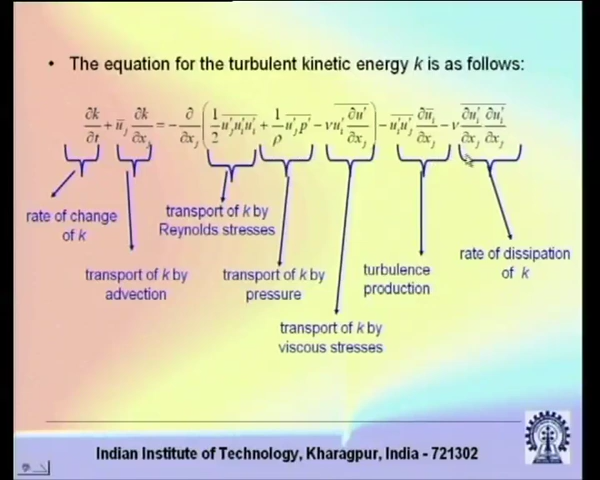 • The equation for the turbulent kinetic energy k is as follows:
∂k/∂t + ū_j ∂k/∂x_j = − ∂/∂x_j ( 1/2 \overline{u'_j u'_i u'_i} + 1/ρ \overline{u'_j p'} − ν \overline{u'_i ∂u'/∂x_j} ) − \overline{u'_i u'_j} ∂ū_i/∂x_j − ν \overline{∂u'_i/∂x_j ∂u'_i/∂x_j}
rate of change
of k
transport of k by
advection
transport of k by
Reynolds stresses
transport of k by
pressure
transport of k by
viscous stresses
turbulence
production
rate of dissipation
of k
Indian Institute of Technology, Kharagpur, India - 721302